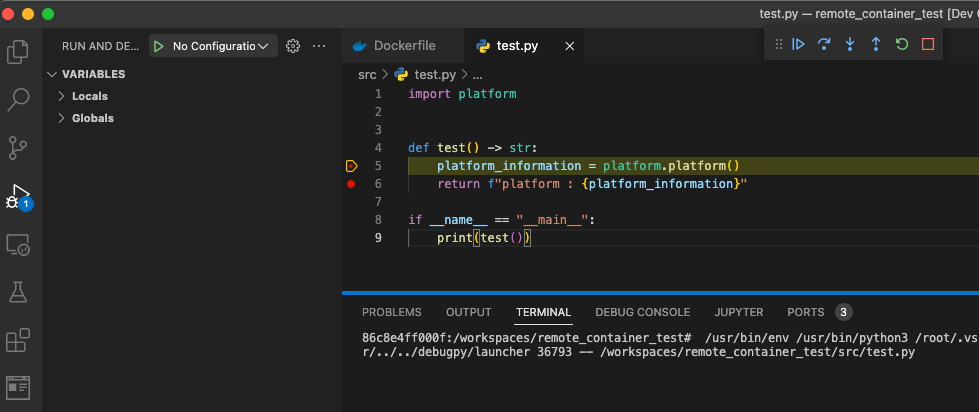 test.py — remote_container_test [Dev C
RUN AND DE...
No Configuratio
Dockerfile
test.py
VARIABLES
Locals
Globals
1
src > test.py > ...
1 import platform
2
3
4 def test() -> str:
5 platform_information = platform.platform()
6 return f"platform : {platform_information}"
7
8 if __name__ == "__main__":
9 print(test())
PROBLEMS OUTPUT TERMINAL DEBUG CONSOLE JUPYTER PORTS 3
86c8e4ff000f:/workspaces/remote_container_test# /usr/bin/env /usr/bin/python3 /root/.vs
r/../../debugpy/launcher 36793 -- /workspaces/remote_container_test/src/test.py